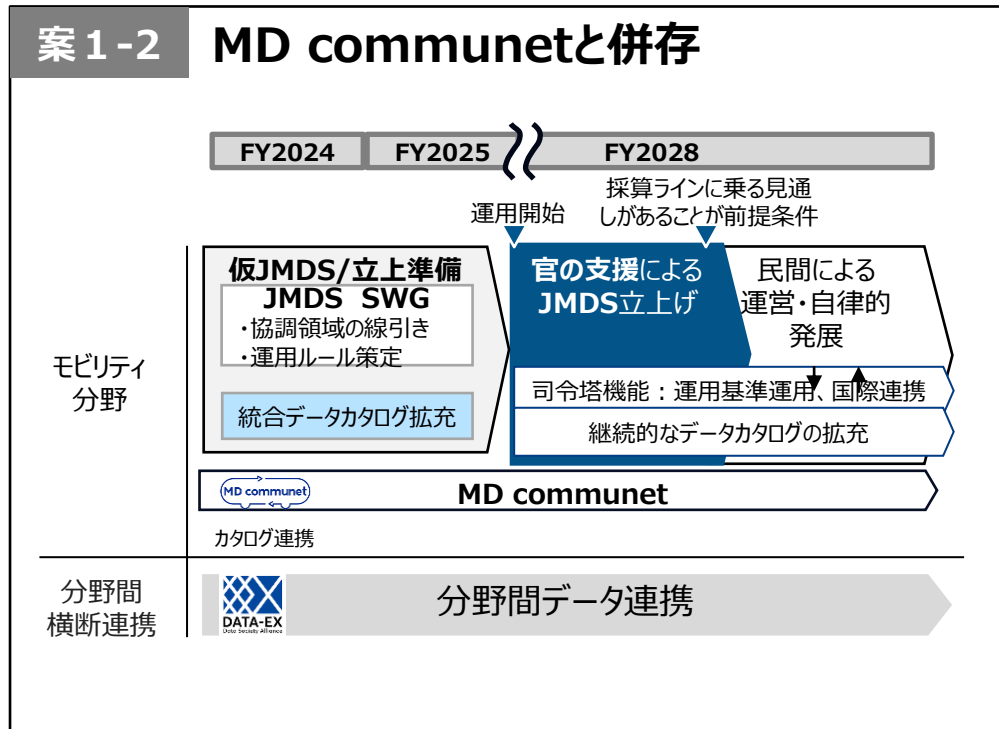 案1-2
MD communetと併存
FY2024
FY2025
FY2028
運用開始
採算ラインに乗る見通
しがあることが前提条件
モビリティ
分野
仮JMDS/立上準備
JMDS SWG
・協調領域の線引き
・運用ルール策定
統合データカタログ拡充
官の支援による
JMDS立上げ
民間による
運営・自律的
発展
司令塔機能：運用基準運用、国際連携
継続的なデータカタログの拡充
MD communet
MD communet
カタログ連携
分野間
横断連携
DATA-EX
Data Society Alliance
分野間データ連携